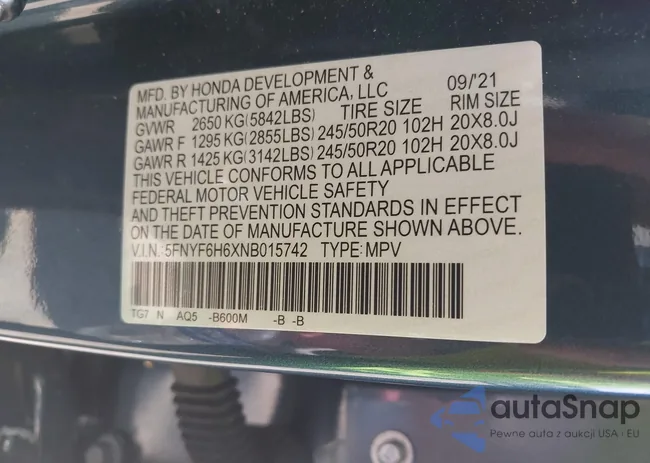 MFD. BY HONDA DEVELOPMENT &
MANUFACTURING OF AMERICA, LLC 09/'21
GVWR 2650 KG(5842LBS) TIRE SIZE RIM SIZE
GAWR F 1295 KG(2855LBS) 245/50R20 102H 20X8.0J
GAWR R 1425 KG(3142LBS) 245/50R20 102H 20X8.0J
THIS VEHICLE CONFORMS TO ALL APPLICABLE
FEDERAL MOTOR VEHICLE SAFETY
AND THEFT PREVENTION STANDARDS IN EFFECT
ON THE DATE OF MANUFACTURE SHOWN ABOVE.
V.I.N.: 5FNYF6H6XNB015742 TYPE: MPV
TG7 N AQ5 -B600M -B -B
autaSnap
Pewne auta z aukcji USA i EU